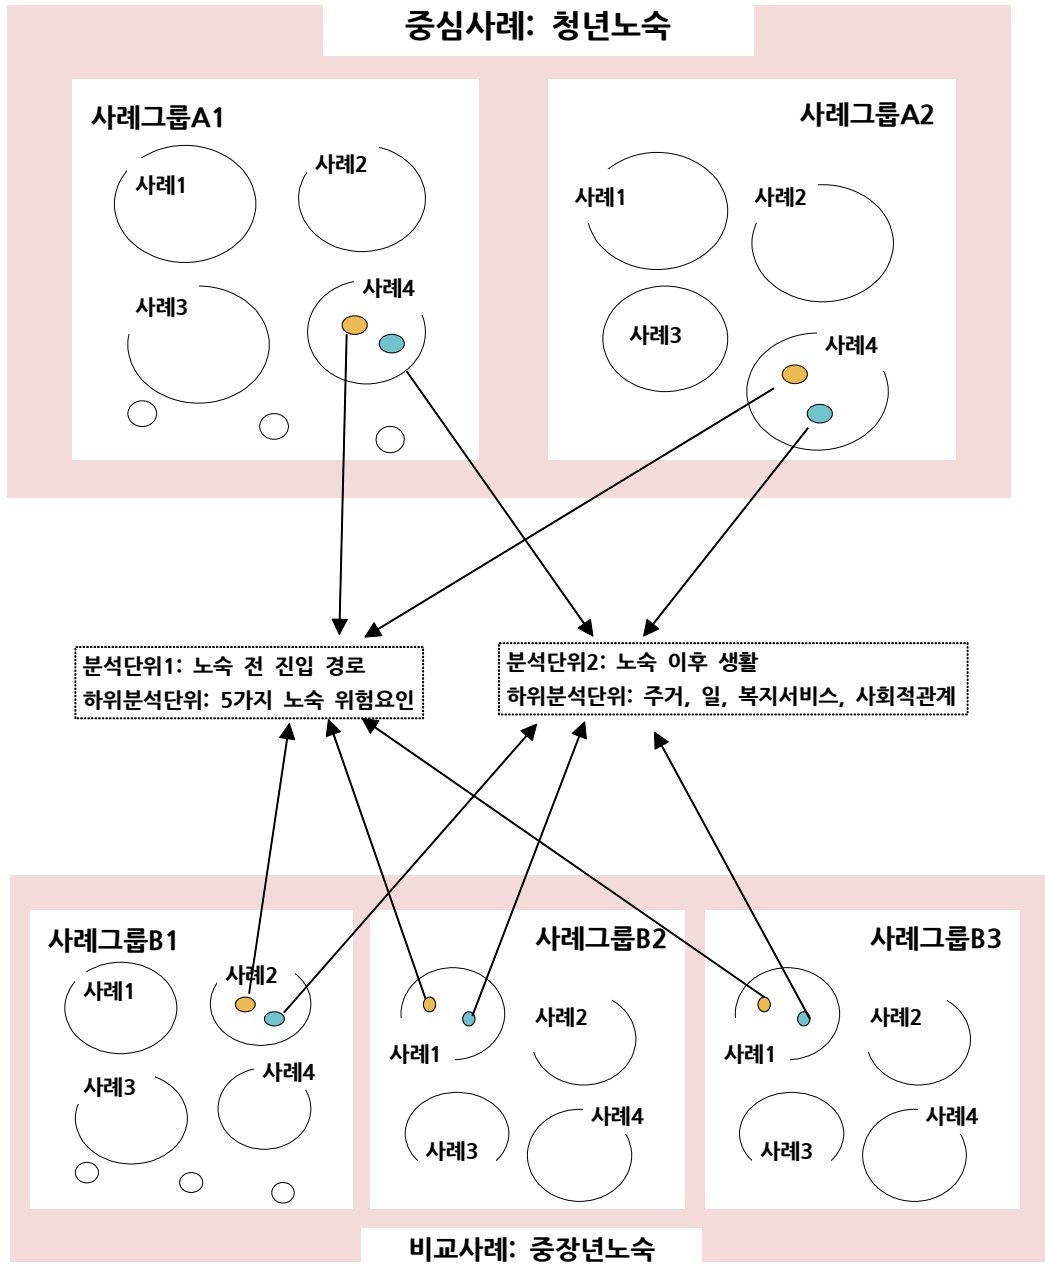 중심사례: 청년노숙
사례그룹A1
사례1
사례2
사례3
사례4
사례그룹A2
사례1
사례2
사례3
사례4
분석단위1: 노숙 전 진입 경로
하위분석단위: 5가지 노숙 위험요인
분석단위2: 노숙 이후 생활
하위분석단위: 주거, 일, 복지서비스, 사회적관계
사례그룹B1
사례1
사례2
사례3
사례4
사례그룹B2
사례1
사례2
사례3
사례4
사례그룹B3
사례1
사례2
사례3
사례4
비교사례: 중장년노숙